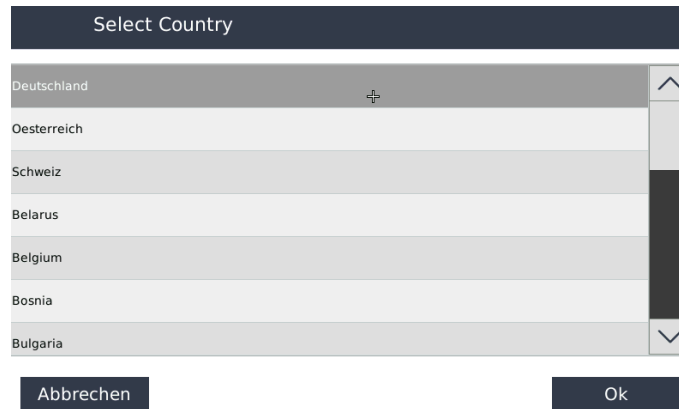 Select Country
Deutschland
Oesterreich
Schweiz
Belarus
Belgium
Bosnia
Bulgaria
Abbrechen
Ok